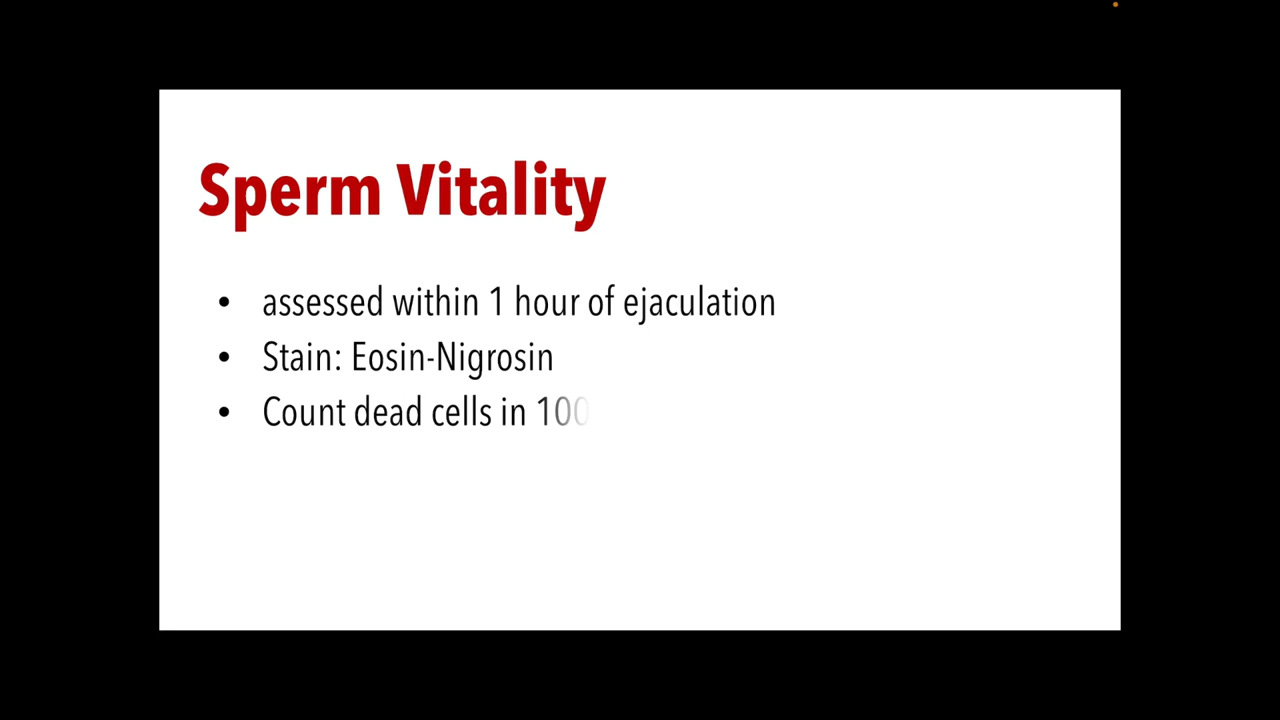 Sperm Vitality
• assessed within 1 hour of ejaculation
• Stain: Eosin-Nigrosin
• Count dead cells in 100